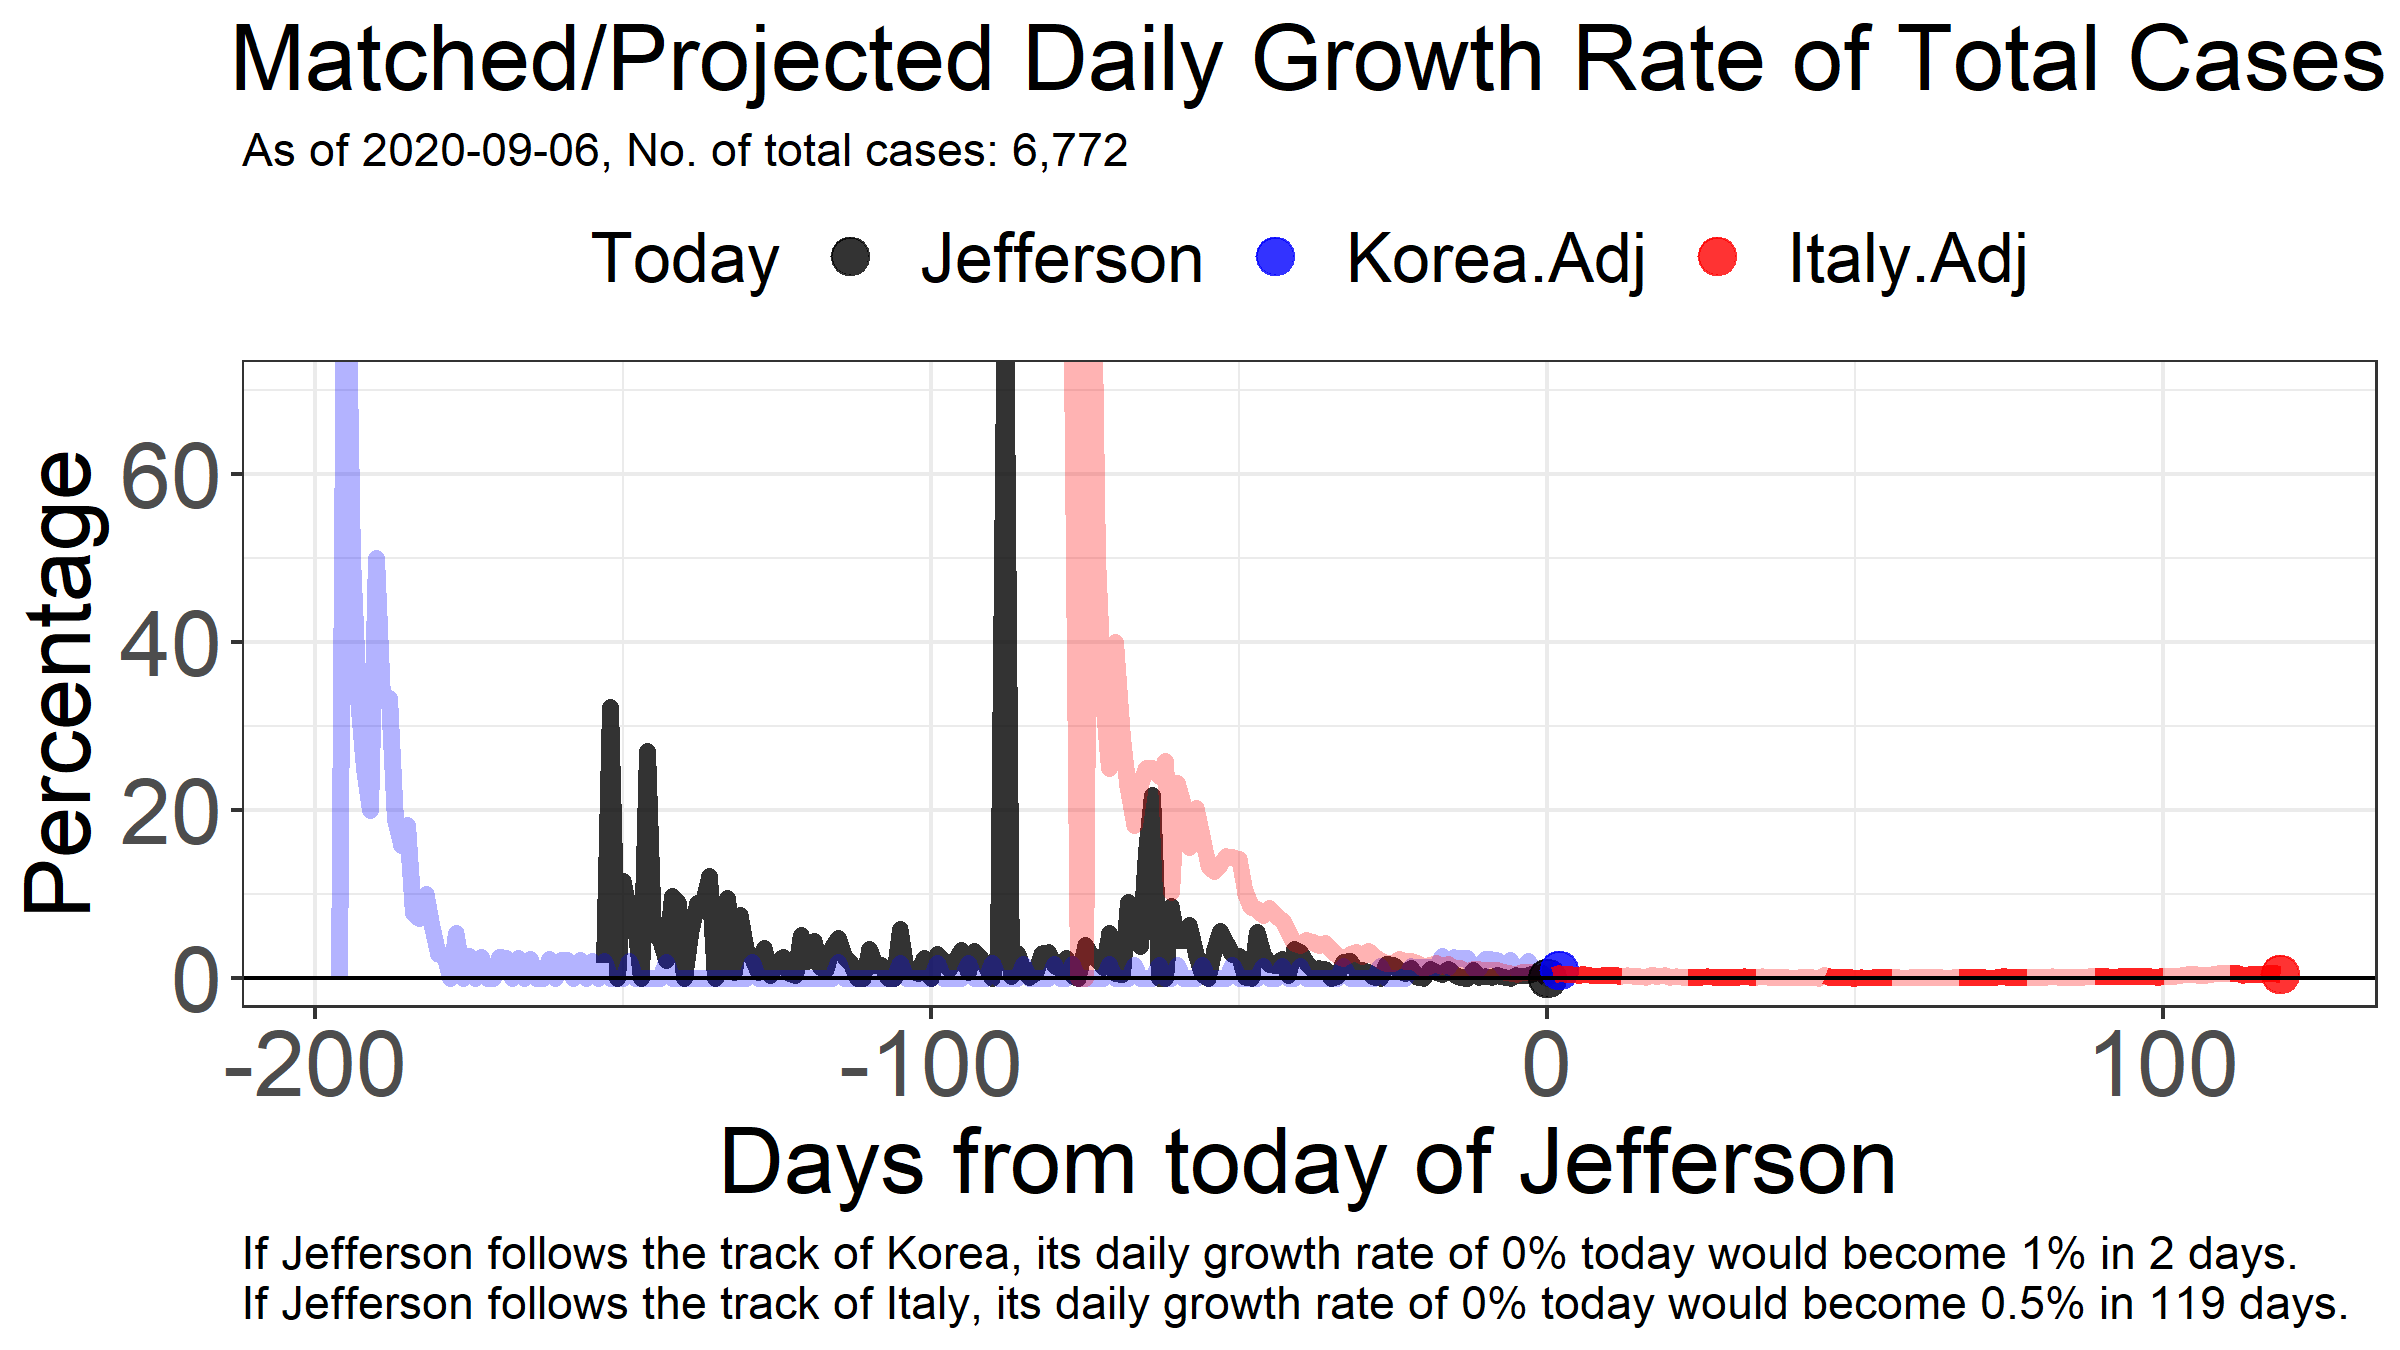 Matched/Projected Daily Growth Rate of Total Cases
As of 2020-09-06, No. of total cases: 6,772
Today Jefferson Korea.Adj Italy.Adj
Percentage
60
40
20
0
-200 -100 0 100
Days from today of Jefferson
If Jefferson follows the track of Korea, its daily growth rate of 0% today would become 1% in 2 days.
If Jefferson follows the track of Italy, its daily growth rate of 0% today would become 0.5% in 119 days.